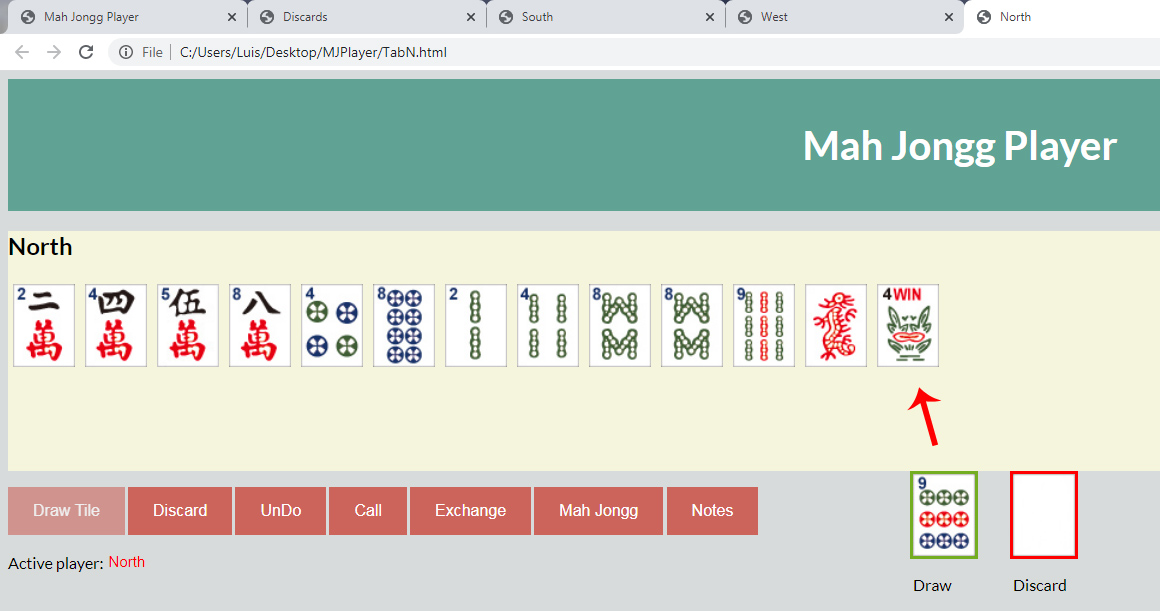 Mah Jongg Player
Discards
South
West
North
File
C:/Users/Luis/Desktop/MJPlayer/TabN.html
Mah Jongg Player
North
2 二 萬
4 四 萬
5 伍 萬
8 八 萬
4
8
2
4
8
8
9
4 WIN
Draw Tile
Discard
UnDo
Call
Exchange
Mah Jongg
Notes
9
Active player: North
Draw
Discard